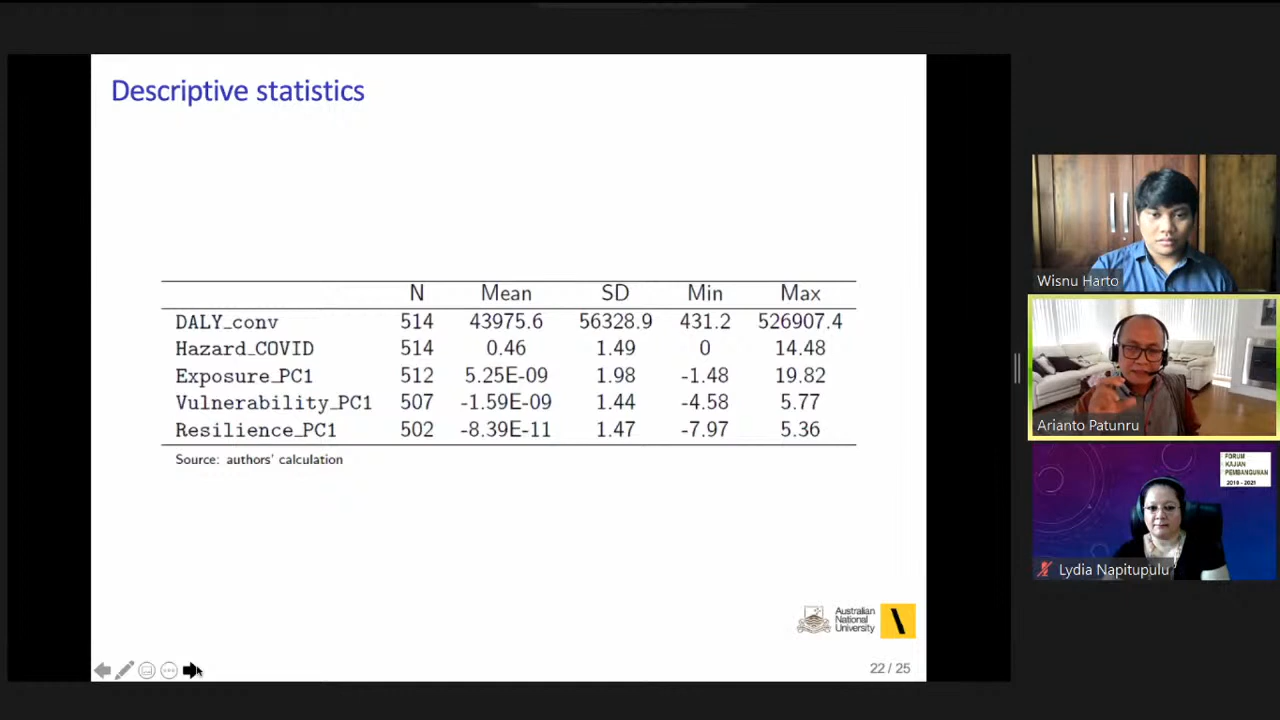 Descriptive statistics
N Mean SD Min Max
DALY_conv 514 43975.6 56328.9 431.2 526907.4
Hazard_COVID 514 0.46 1.49 0 14.48
Exposure_PC1 512 5.25E-09 1.98 -1.48 19.82
Vulnerability_PC1 507 -1.59E-09 1.44 -4.58 5.77
Resilience_PC1 502 -8.39E-11 1.47 -7.97 5.36
Source: authors' calculation
Australian
National
University
22 / 25
Wisnu Harto
Arianto Patunru
FORUM
KAJIAN
PEMBANGUNAN
2010 - 2021
Lydia Napitupulu